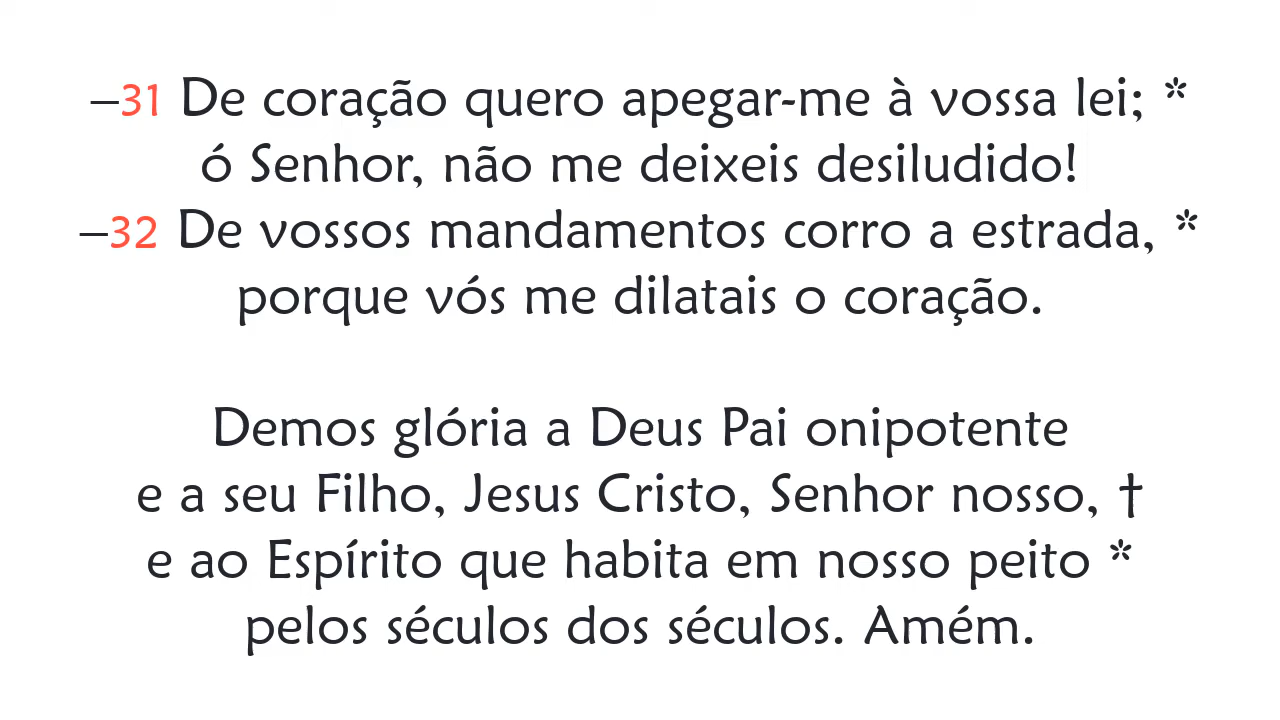 –31 De coração quero apegar-me à vossa lei; *
ó Senhor, não me deixeis desiludido!
–32 De vossos mandamentos corro a estrada, *
porque vós me dilatais o coração.
Demos glória a Deus Pai onipotente
e a seu Filho, Jesus Cristo, Senhor nosso, †
e ao Espírito que habita em nosso peito *
pelos séculos dos séculos. Amém.